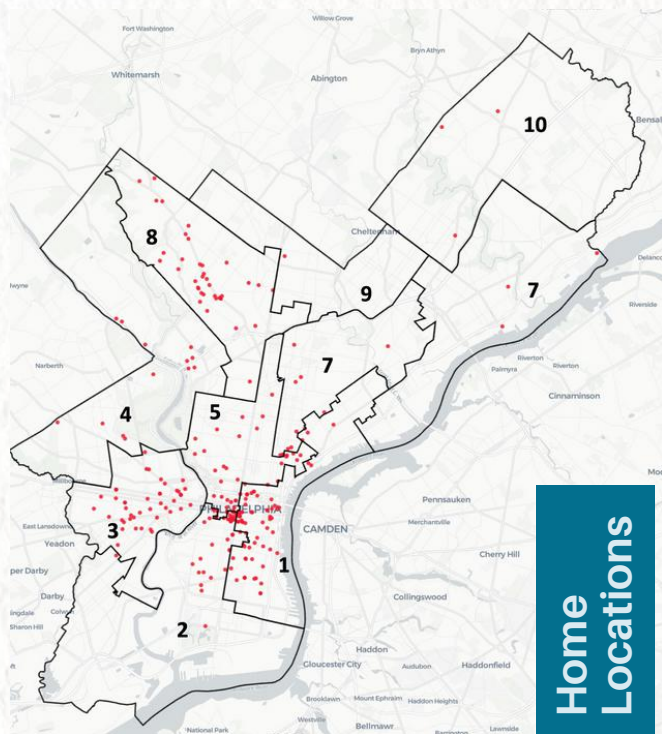 Fort Washington
Willow Grove
Bryn Athyn
Whitemarsh
Abington
10
Bensal
8
Cheltenham
Delanco
7
lwyne
9
Riverside
Narberth
7
Riverton
Riverton
Palmyra
Cinnaminson
4
5
Pennsauken
PHILADELPHIA
Merchantville
East Lansdowne
3
CAMDEN
Yeadon
Cherry Hill
per Darby
1
Darby
Collingswood
Sharon Hill
2
Haddon
Gloucester City
Audubon
Haddonfield
Brooklawn
Mount Ephraim
Haddon Heights
National Park
Westville
Bellmawr
Barrington
Lawnside
Home
Locations